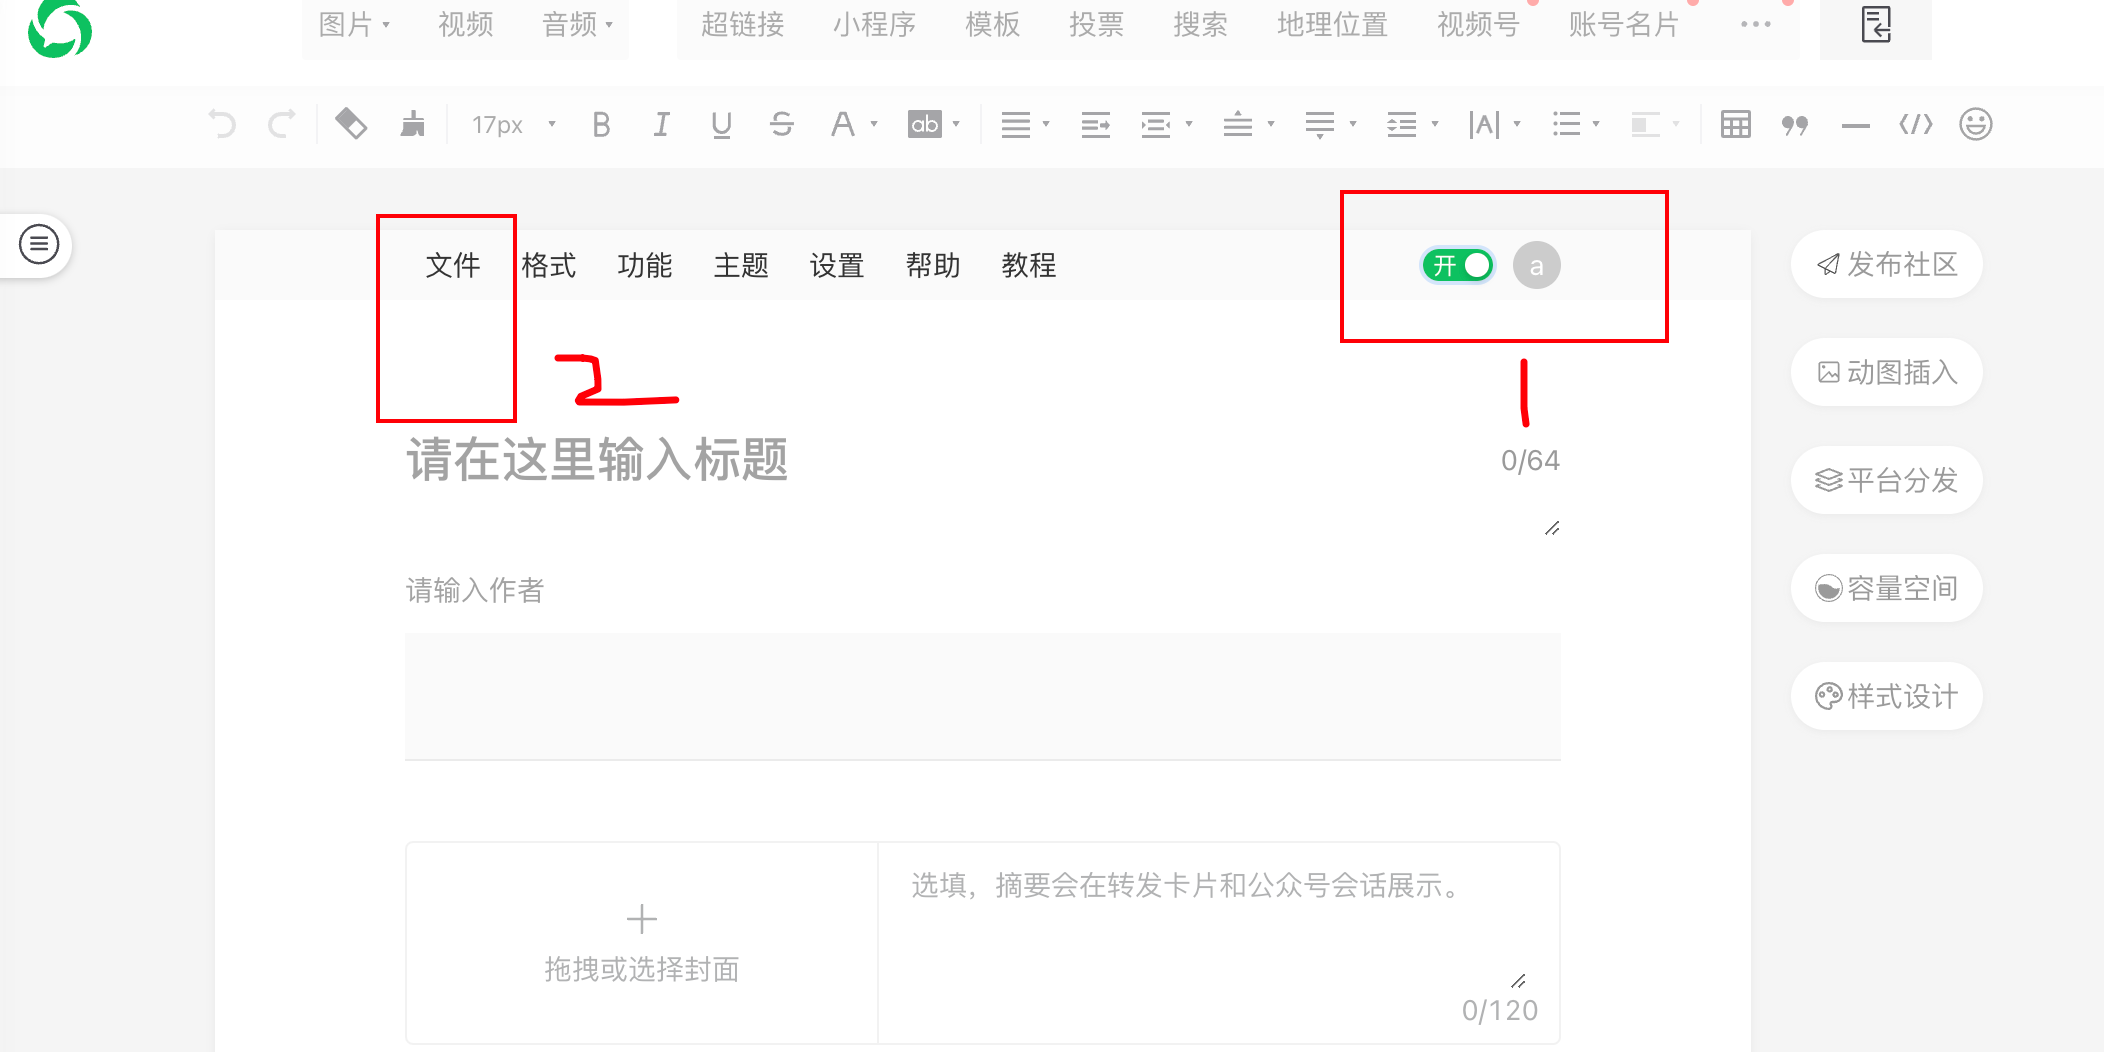 图片 视频 音频 超链接 小程序 模板 投票 搜索 地理位置 视频号 账号名片 ···
17px B I U S A ab A
文件 格式 功能 主题 设置 帮助 教程 开 a
发布社区
动图插入
2 1
请在这里输入标题 0/64
平台分发
请输入作者
容量空间
样式设计
选填，摘要会在转发卡片和公众号会话展示。
拖拽或选择封面
0/120